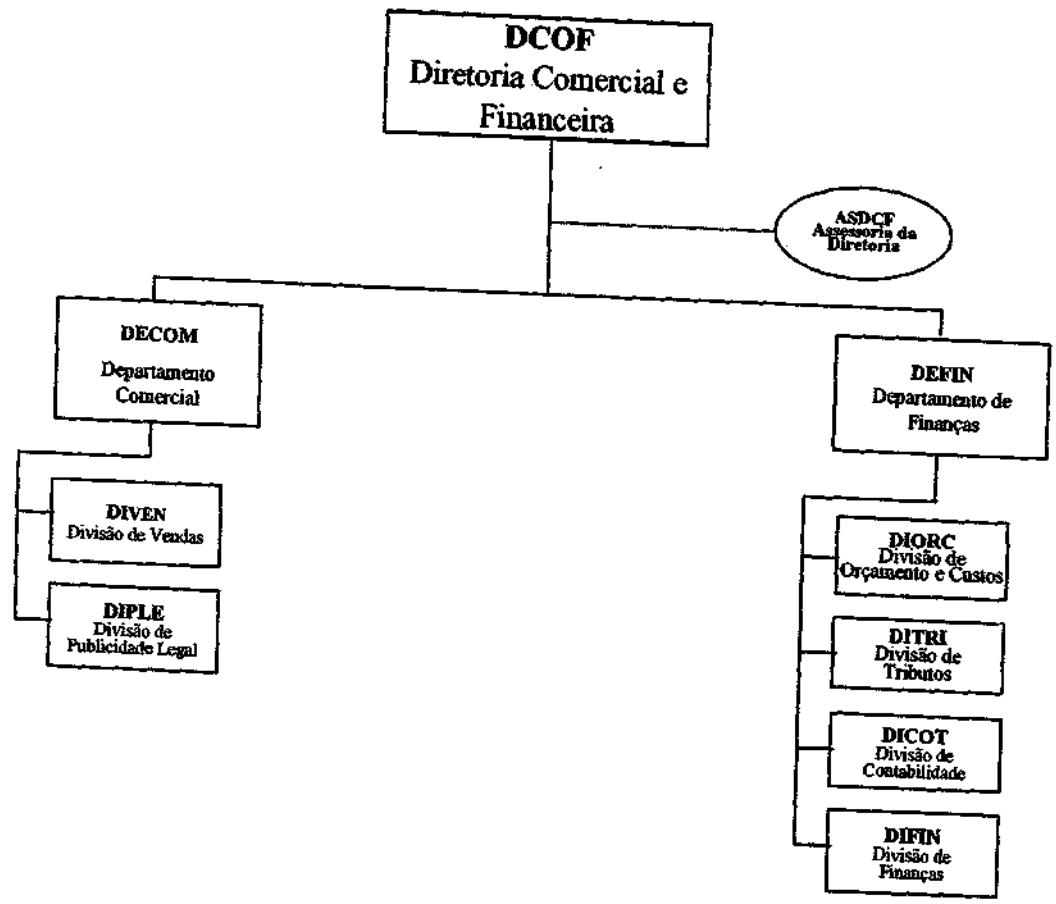 DCOF
Diretoria Comercial e
Financeira
ASDCF
Assessoria da
Diretoria
DECOM
Departamento
Comercial
DEFIN
Departamento de
Finanças
DIVEN
Divisão de Vendas
DIPLE
Divisão de
Publicidade Legal
DIORC
Divisão de
Orçamento e Custos
DITRI
Divisão de
Tributos
DICOT
Divisão de
Contabilidade
DIFIN
Divisão de
Finanças